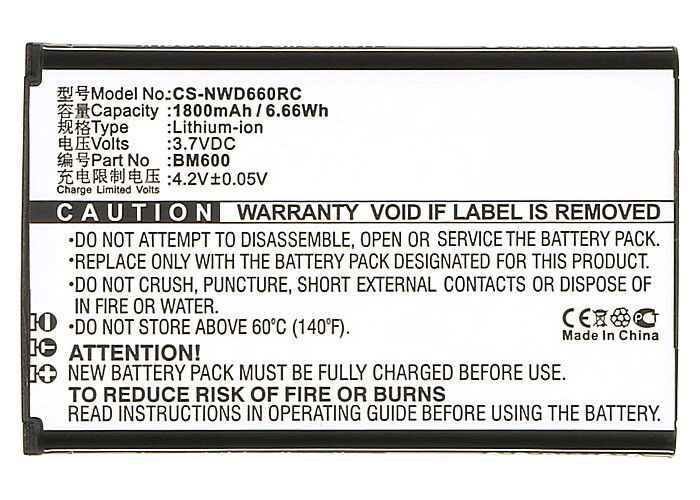 型号Model No.:CS-NWD660RC
容量Capacity :1800mAh/6.66Wh
规格Type :Lithium-ion
电压Volts :3.7VDC
编号Part No :BM600
充电限制电压:4.2V±0.05V
Charge Limited Volts
CAUTION WARRANTY VOID IF LABEL IS REMOVED
•DO NOT ATTEMPT TO DISASSEMBLE, OPEN OR SERVICE THE BATTERY PACK.
•REPLACE ONLY WITH THE BATTERY PACK DESIGNATED FOR THIS PRODUCT.
•DO NOT CRUSH, PUNCTURE, SHORT EXTERNAL CONTACTS OR DISPOSE OF
IN FIRE OR WATER.
•DO NOT STORE ABOVE 60°C (140°F).
CE
Made In China
ATTENTION!
NEW BATTERY PACK MUST BE FULLY CHARGED BEFORE USE.
TO REDUCE RISK OF FIRE OR BURNS
READ INSTRUCTIONS IN OPERATING GUIDE BEFORE USING THE BATTERY.